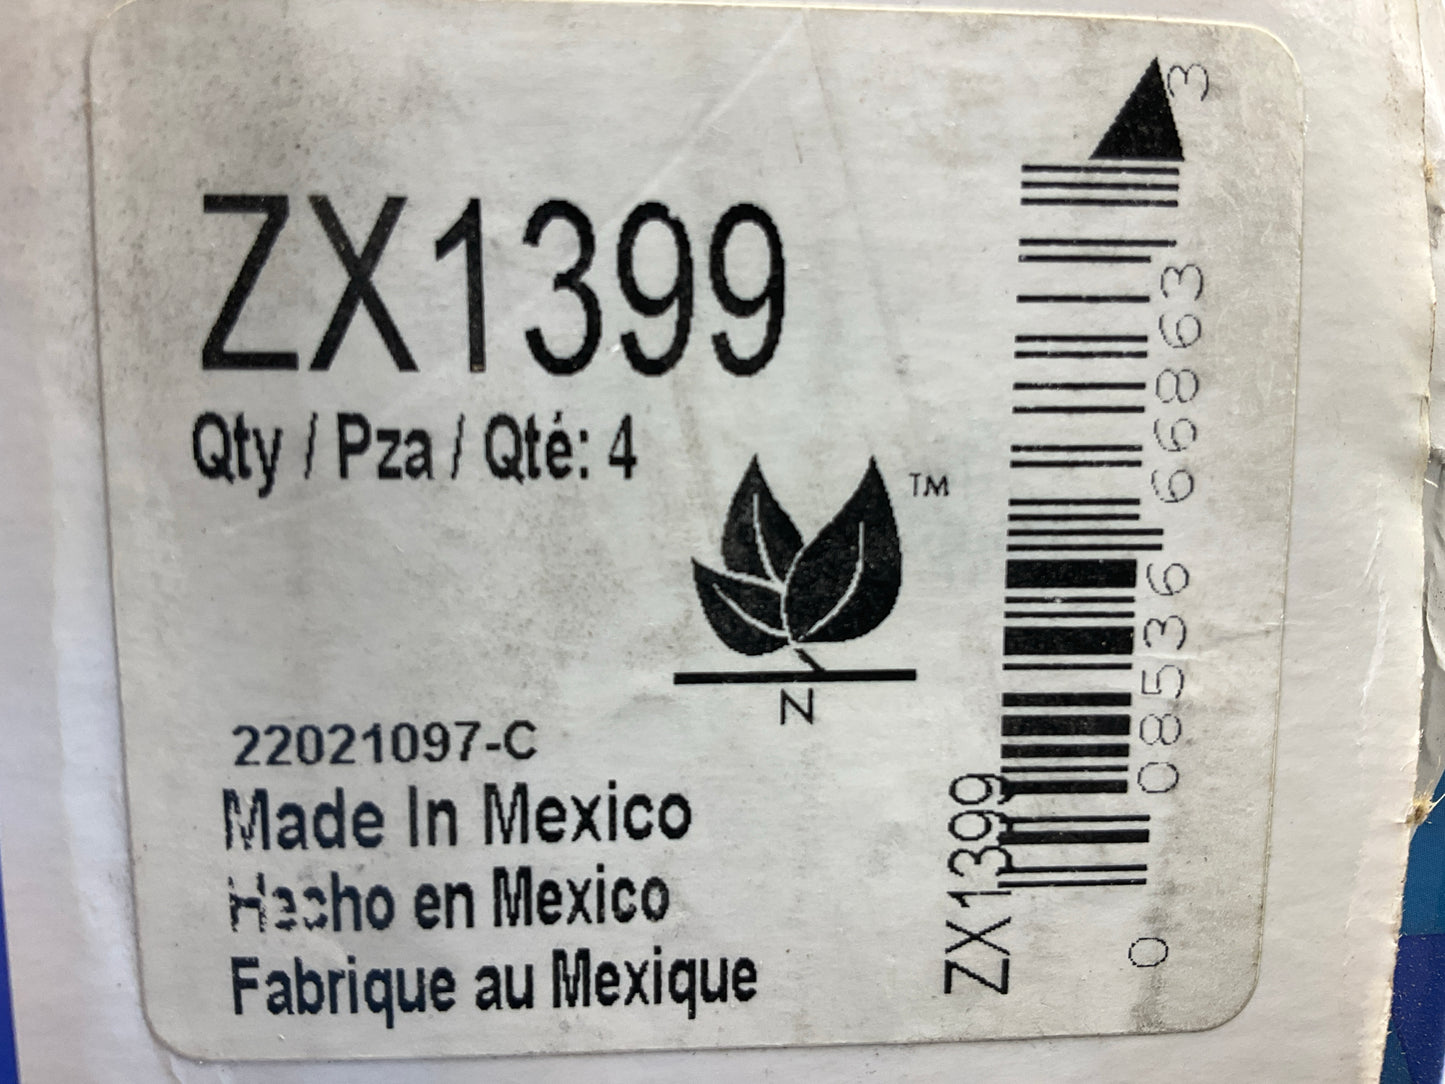 ZX1399
Qty / Pza / Qté: 4
TM
N
22021097-C
Made In Mexico
Hecho en Mexico
Fabrique au Mexique
ZX1399
0 08536 66863 3